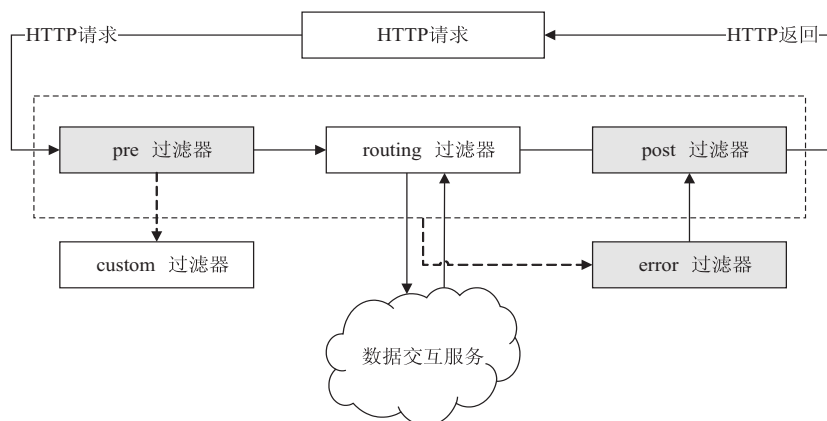 HTTP请求
HTTP请求
HTTP返回
pre 过滤器
routing 过滤器
post 过滤器
custom 过滤器
error 过滤器
数据交互服务